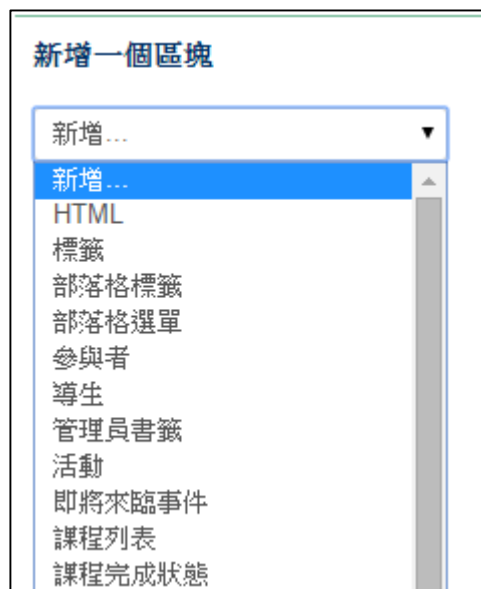 新增一個區塊
新增...
新增...
HTML
標籤
部落格標籤
部落格選單
參與者
導生
管理員書籤
活動
即將來臨事件
課程列表
課程完成狀態